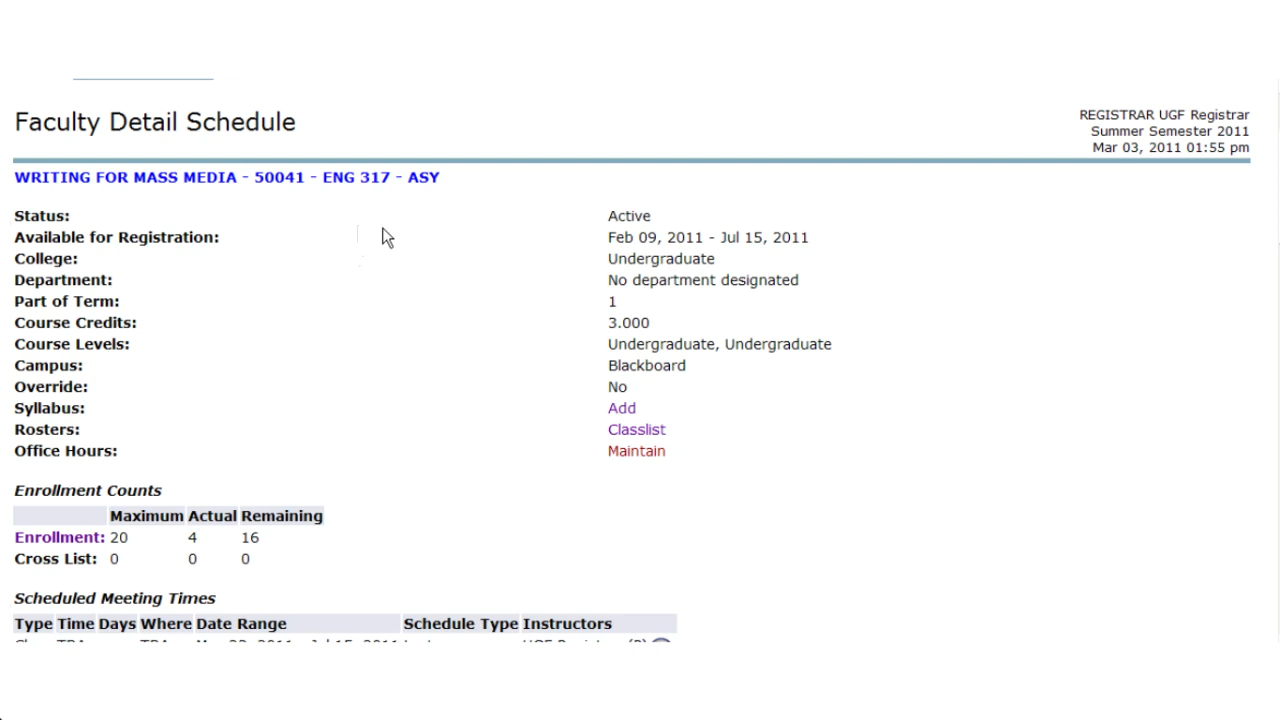 Faculty Detail Schedule
REGISTRAR UGF Registrar
Summer Semester 2011
Mar 03, 2011 01:55 pm
WRITING FOR MASS MEDIA - 50041 - ENG 317 - ASY
Status: Active
Available for Registration: Feb 09, 2011 - Jul 15, 2011
College: Undergraduate
Department: No department designated
Part of Term: 1
Course Credits: 3.000
Course Levels: Undergraduate, Undergraduate
Campus: Blackboard
Override: No
Syllabus: Add
Rosters: Classlist
Office Hours: Maintain
Enrollment Counts
Maximum Actual Remaining
Enrollment: 20 4 16
Cross List: 0 0 0
Scheduled Meeting Times
Type Time Days Where Date Range Schedule Type Instructors